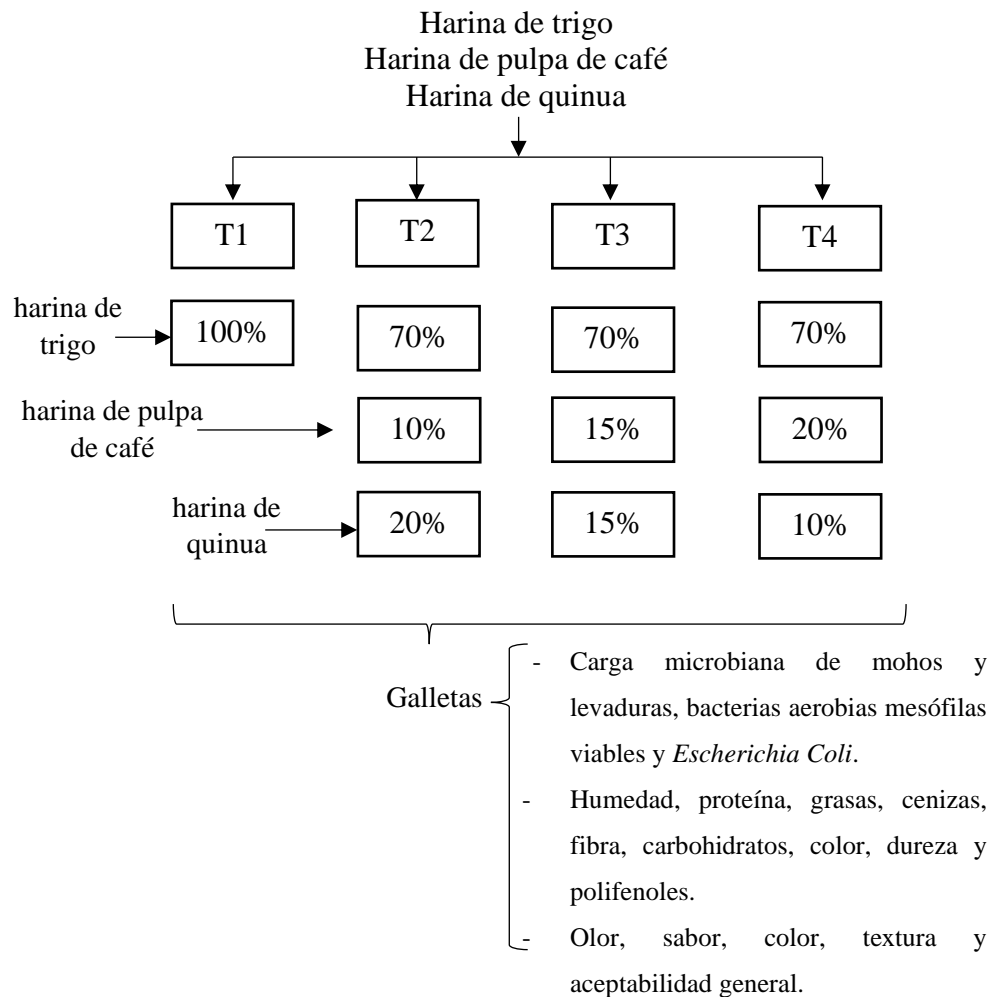 Harina de trigo
Harina de pulpa de café
Harina de quinua
T1 T2 T3 T4
harina de
trigo
100% 70% 70% 70%
harina de pulpa
de café
10% 15% 20%
harina de
quinua
20% 15% 10%
Galletas
- Carga microbiana de mohos y
levaduras, bacterias aerobias mesófilas
viables y Escherichia Coli.
- Humedad, proteína, grasas, cenizas,
fibra, carbohidratos, color, dureza y
polifenoles.
- Olor, sabor, color, textura y
aceptabilidad general.